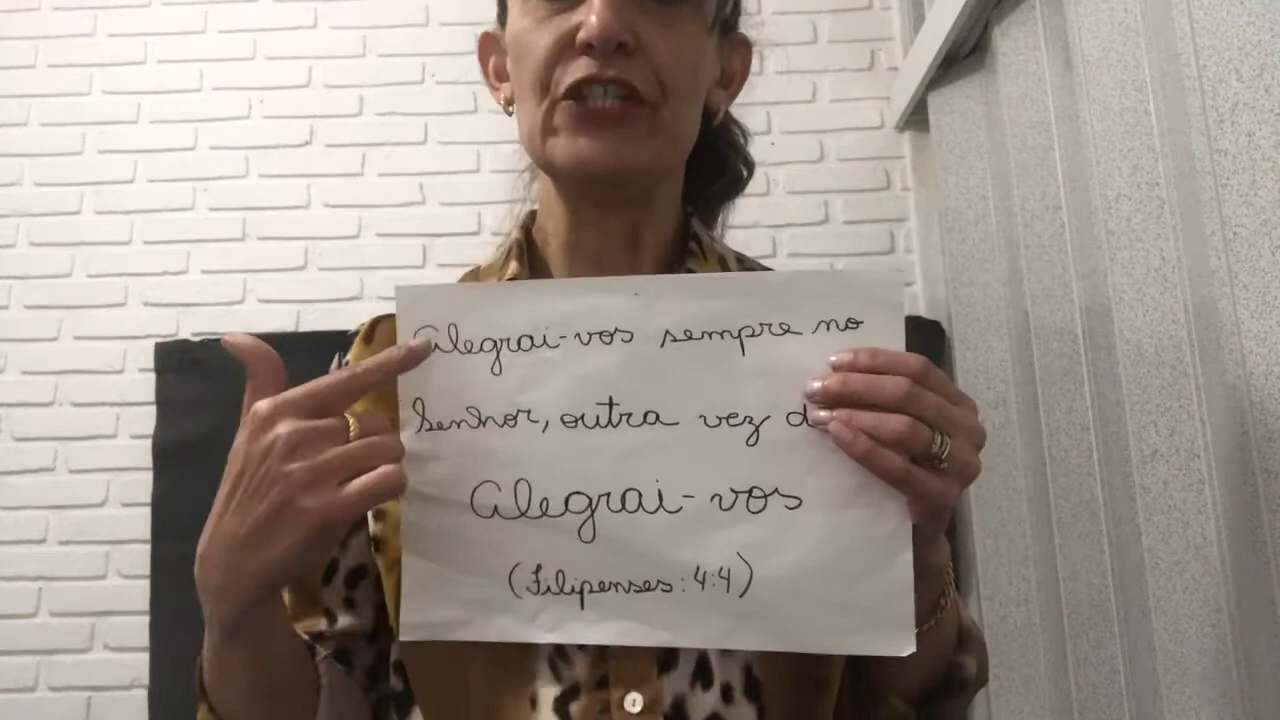 Alegrai-vos sempre no
Senhor, outra vez
Alegrai-vos
(Filipenses: 4:4)